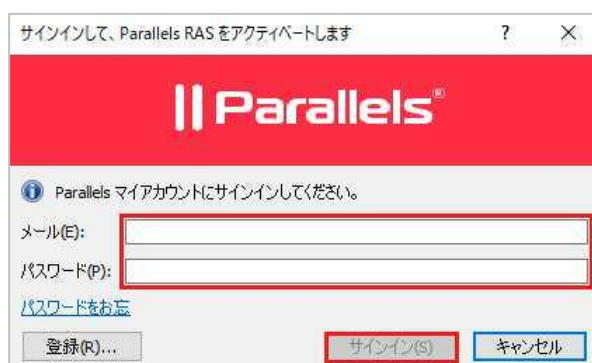 サインインして、Parallels RAS をアクティベートします ? ×
|| Parallels®
Parallels マイアカウントにサインインしてください。
メール(E):
パスワード(P):
パスワードをお忘
登録(R)... サインイン(S) キャンセル